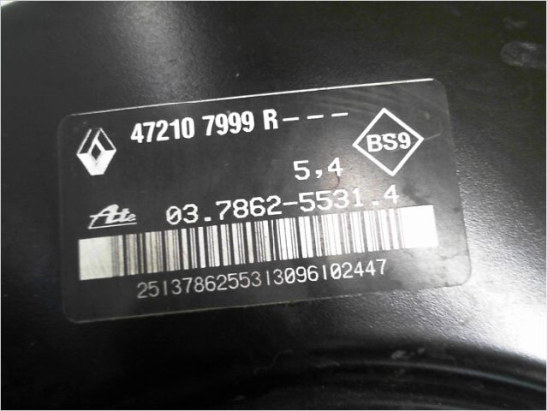 47210 7999 R---
BS9
5,4
Ate 03.7862-5531.4
2513786255313096102447